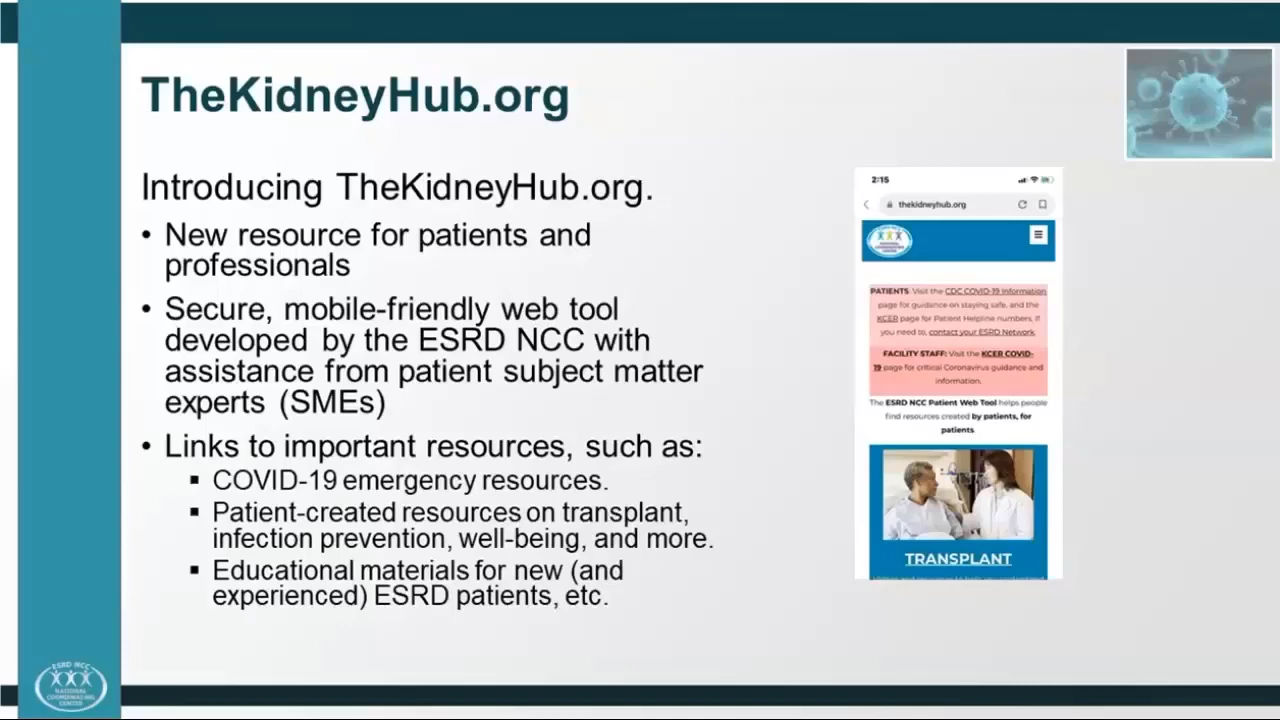 TheKidneyHub.org
Introducing TheKidneyHub.org.
• New resource for patients and
professionals
• Secure, mobile-friendly web tool
developed by the ESRD NCC with
assistance from patient subject matter
experts (SMEs)
• Links to important resources, such as:
▪ COVID-19 emergency resources.
▪ Patient-created resources on transplant,
infection prevention, well-being, and more.
▪ Educational materials for new (and
experienced) ESRD patients, etc.
2:15
thekidneyhub.org
PATIENTS: Visit the CDC COVID-19 Information
page for guidance on staying safe, and the
KCER page for Patient Helpline numbers. If
you need to, contact your ESRD Network.
FACILITY STAFF: Visit the KCER COVID-
19 page for critical Coronavirus guidance and
information.
The ESRD NCC Patient Web Tool helps people
find resources created by patients, for
patients.
TRANSPLANT
ESRD NCC
NATIONAL
COORDINATING
CENTER